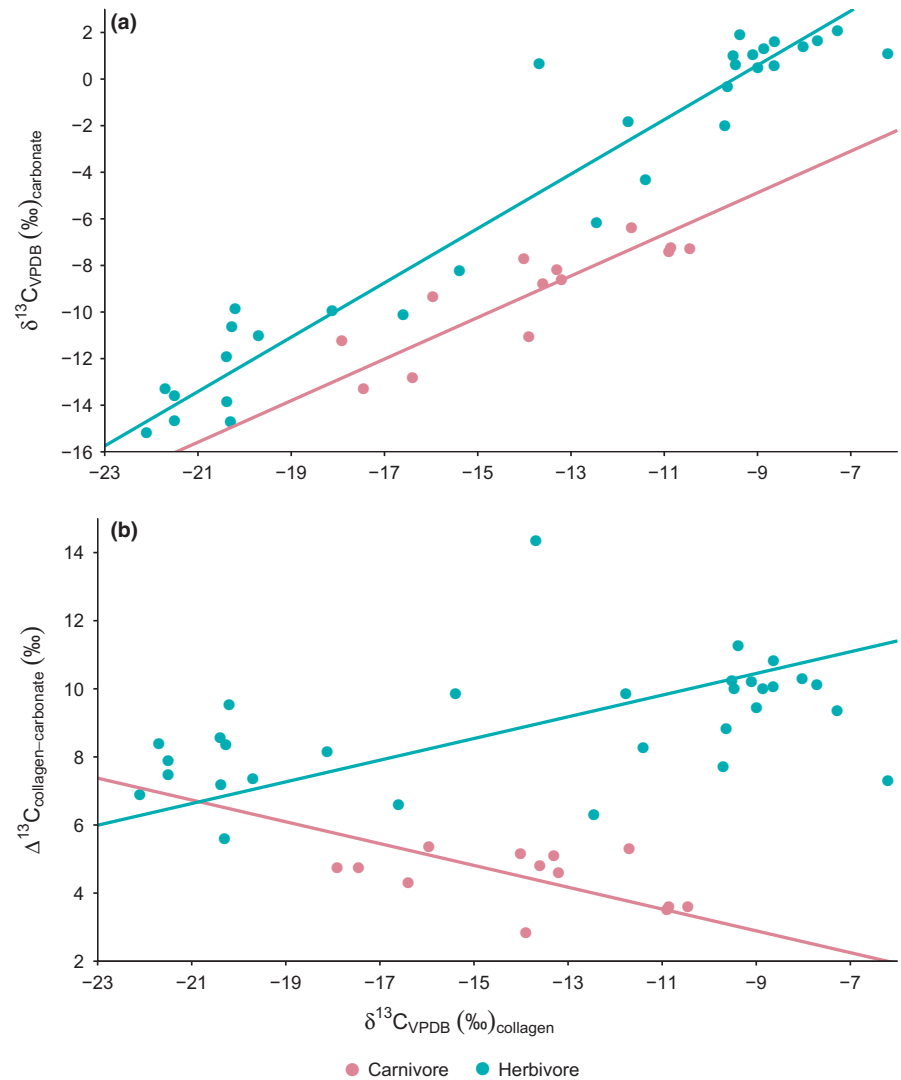 (a)
2
0
−2
−4
−6
−8
−10
−12
−14
−16
δ13CVPDB (‰)carbonate
−23 −21 −19 −17 −15 −13 −11 −9 −7
(b)
14
12
10
8
6
4
2
Δ13Ccollagen–carbonate (‰)
−23 −21 −19 −17 −15 −13 −11 −9 −7
δ13CVPDB (‰)collagen
Carnivore Herbivore